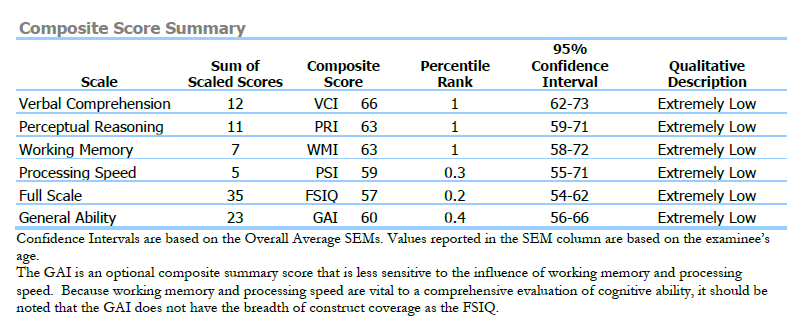 Composite Score Summary
Scale Sum of Scaled Scores Composite Score Percentile Rank 95% Confidence Interval Qualitative Description
Verbal Comprehension 12 VCI 66 1 62-73 Extremely Low
Perceptual Reasoning 11 PRI 63 1 59-71 Extremely Low
Working Memory 7 WMI 63 1 58-72 Extremely Low
Processing Speed 5 PSI 59 0.3 55-71 Extremely Low
Full Scale 35 FSIQ 57 0.2 54-62 Extremely Low
General Ability 23 GAI 60 0.4 56-66 Extremely Low
Confidence Intervals are based on the Overall Average SEMs. Values reported in the SEM column are based on the examinee's
age.
The GAI is an optional composite summary score that is less sensitive to the influence of working memory and processing
speed. Because working memory and processing speed are vital to a comprehensive evaluation of cognitive ability, it should be
noted that the GAI does not have the breadth of construct coverage as the FSIQ.